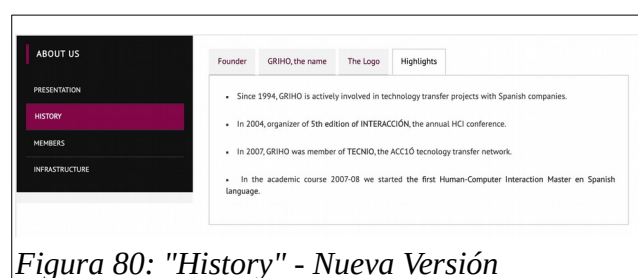 ABOUT US
PRESENTATION
HISTORY
MEMBERS
INFRASTRUCTURE
Founder
GRIHO, the name
The Logo
Highlights
• Since 1994, GRIHO is actively involved in technology transfer projects with Spanish companies.
• In 2004, organizer of 5th edition of INTERACCIÓN, the annual HCI conference.
• In 2007, GRIHO was member of TECNIO, the ACC1Ó tecnology transfer network.
• In the academic course 2007-08 we started the first Human-Computer Interaction Master en Spanish
language.
Figura 80: "History" - Nueva Versión